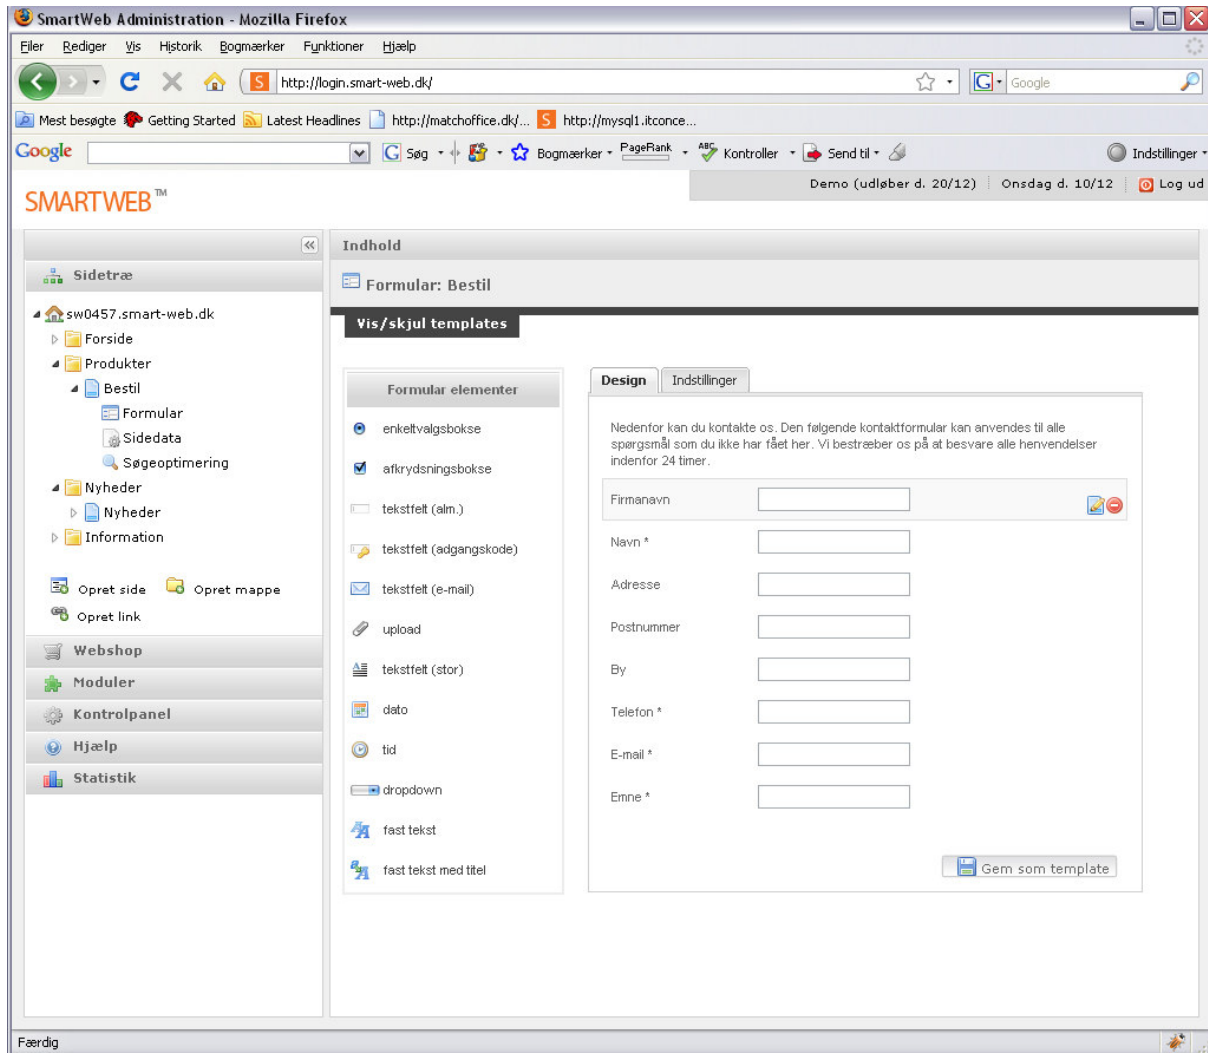 SmartWeb Administration - Mozilla Firefox
Filer Rediger Vis Historik Bogmærker Funktioner Hjælp
S http://login.smart-web.dk/ G Google
Mest besøgte Getting Started Latest Headlines http://matchoffice.dk/... S http://mysql1.itconce...
Google G Søg Bogmærker PageRank ABC Kontroller Send til Indstillinger
SMARTWEB™
Demo (udløber d. 20/12) Onsdag d. 10/12 Log ud
Indhold
Sidetræ
Formular: Bestil
Vis/skjul templates
sw0457.smart-web.dk
Forside
Produkter
Bestil
Formular
Sidedata
Søgeoptimering
Nyheder
Nyheder
Information
Opret side Opret mappe
Opret link
Webshop
Moduler
Kontrolpanel
Hjælp
Statistik
Formular elementer
enkeltvalgsbokse
afkrydsningsbokse
tekstfelt (alm.)
tekstfelt (adgangskode)
tekstfelt (e-mail)
upload
tekstfelt (stor)
dato
tid
dropdown
fast tekst
fast tekst med titel
Design Indstillinger
Nedenfor kan du kontakte os. Den følgende kontaktformular kan anvendes til alle
spørgsmål som du ikke har fået her. Vi bestræber os på at besvare alle henvendelser
indenfor 24 timer.
Firmanavn
Navn *
Adresse
Postnummer
By
Telefon *
E-mail *
Emne *
Gem som template
Færdig